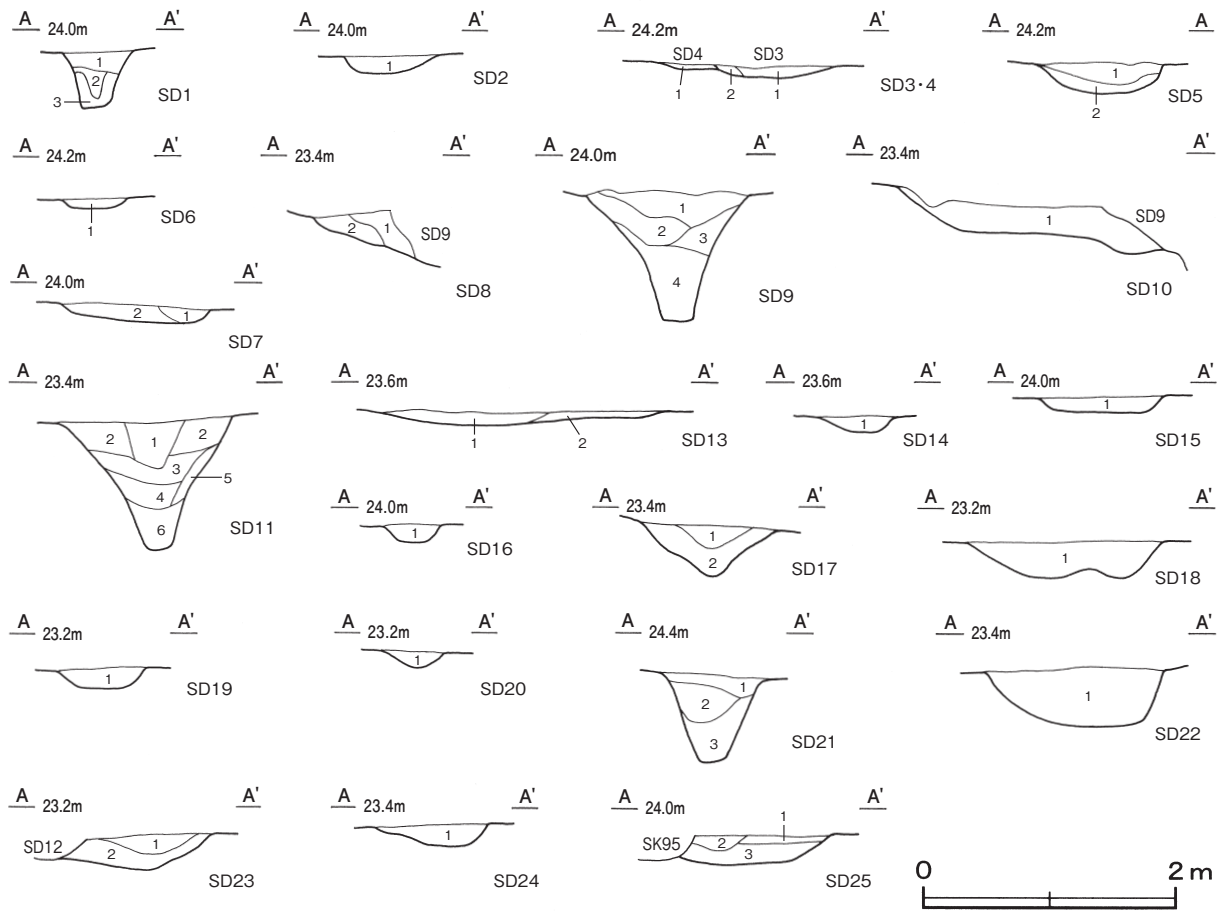 A 24.0m A'
1
2
3
SD1
A 24.0m A'
SD2
A 24.2m A'
SD4 SD3
1 2 1
SD3・4
A 24.2m A
1
2
SD5
A 24.2m A'
1
SD6
A 23.4m A'
2 1 SD9
SD8
A 24.0m A'
1
2 3
4
SD9
A 23.4m A'
1 SD9
SD10
A 24.0m A'
2 1
SD7
A 23.4m A'
2 1 2
3
5
4
6
SD11
A 23.6m A'
1 2
SD13
A 23.6m A'
1
SD14
A 24.0m A'
1
SD15
A 24.0m A'
1
SD16
A 23.4m A'
1
2
SD17
A 23.2m A'
1
SD18
A 23.2m A'
1
SD19
A 23.2m A'
1
SD20
A 24.4m A'
1
2
3
SD21
A 23.4m A'
1
SD22
A 23.2m A'
SD12 1
2
SD23
A 23.4m A'
1
SD24
A 24.0m A'
1
SK95 2
3
SD25
0 2 m